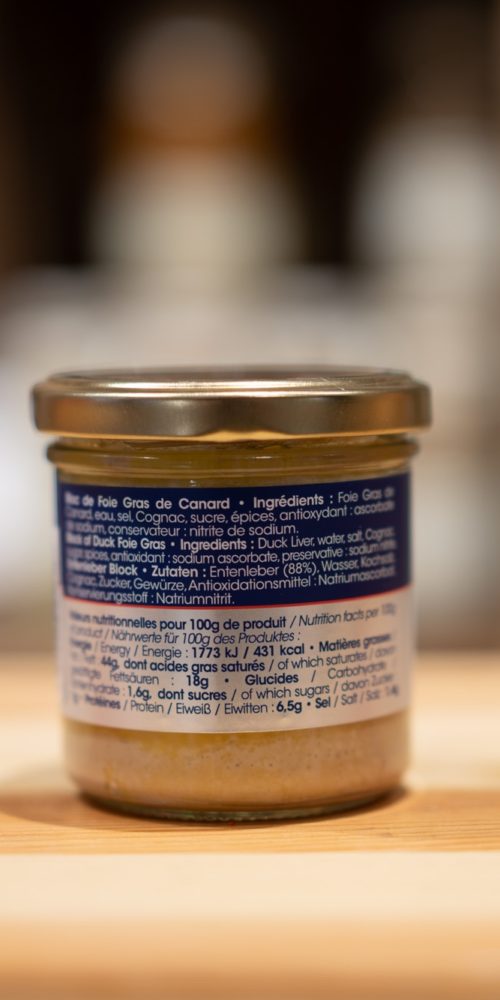 Bloc de Foie Gras de Canard • Ingrédients : Foie Gras de
Canard, eau, sel, Cognac, sucre, épices, antioxydant : ascorbate
de sodium, conservateur : nitrite de sodium.
Block of Duck Foie Gras • Ingredients : Duck Liver, water, salt, Cognac,
sugar, spices, antioxidant : sodium ascorbate, preservative : sodium nitrite.
Entenleber Block • Zutaten : Entenleber (88%), Wasser, Kochsalz,
Cognac, Zucker, Gewürze, Antioxidationsmittel : Natriumascorbat,
Konservierungsstoff : Natriumnitrit.
Valeurs nutritionnelles pour 100g de produit / Nutrition facts per 100g
of product / Nährwerte für 100g des Produktes :
Energie / Energy / Energie : 1773 kJ / 431 kcal • Matières grasses
/ Fett 44g, dont acides gras saturés / of which saturates / davon
Fettsäuren : 18g • Glucides / Carbohydrate /
: 1,6g, dont sucres / of which sugars / davon Zucker
• Protéines / Protein / Eiweiß / Eiwitten : 6,5g • Sel / Salt / Salz :